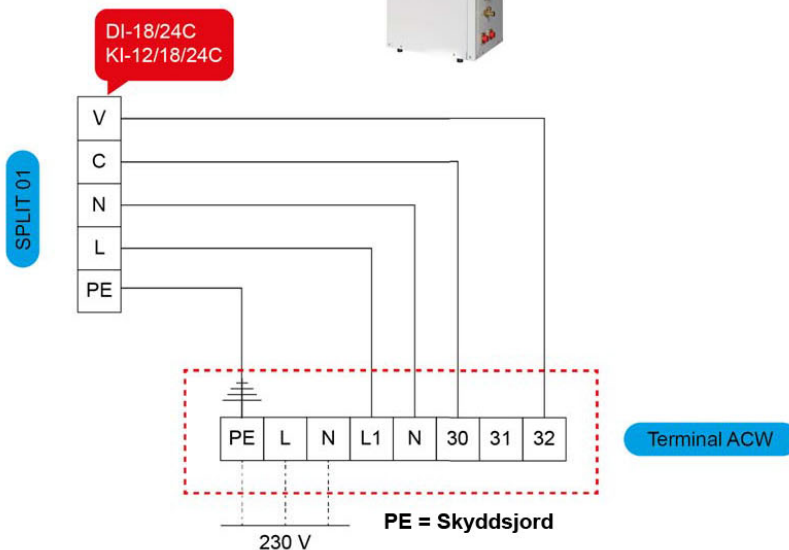 DI-18/24C
KI-12/18/24C
V
C
N
L
PE
SPLIT 01
PE L N L1 N 30 31 32
Terminal ACW
PE = Skyddsjord
230 V